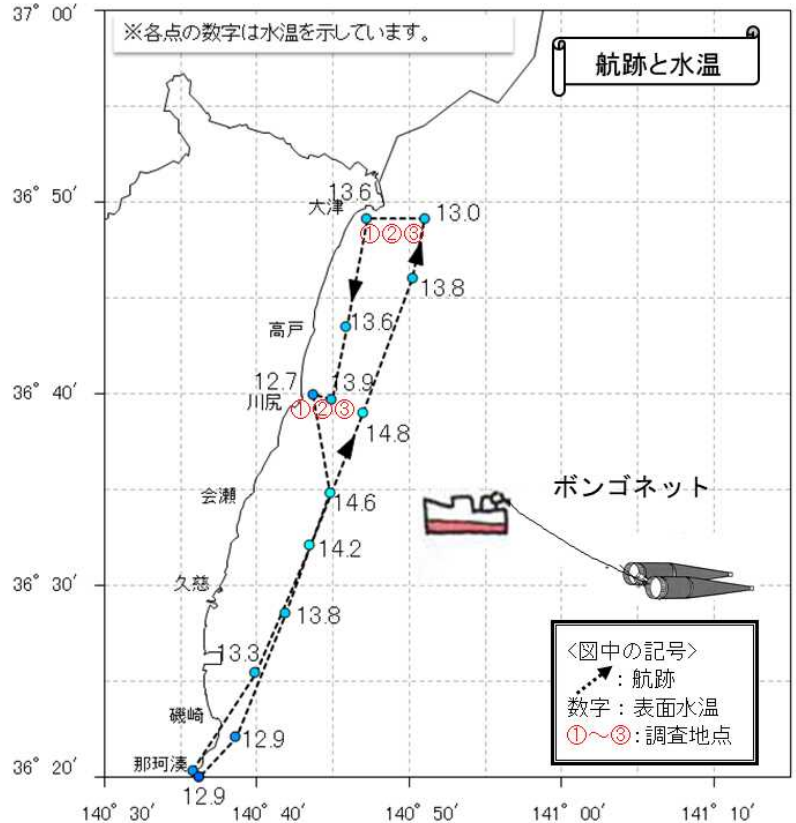 37° 00′
※各点の数字は水温を示しています。
航跡と水温
36° 50′
13.6
大津
13.0
①②③
13.8
高戸
13.6
12.7
13.9
36° 40′
川尻
①②③
14.8
会瀬
14.6
ボンゴネット
14.2
36° 30′
久慈
13.8
13.3
<図中の記号>
：航跡
数字：表面水温
①～③：調査地点
磯崎
12.9
那珂湊
36° 20′
12.9
140° 30′
140° 40′
140° 50′
141° 00′
141° 10′